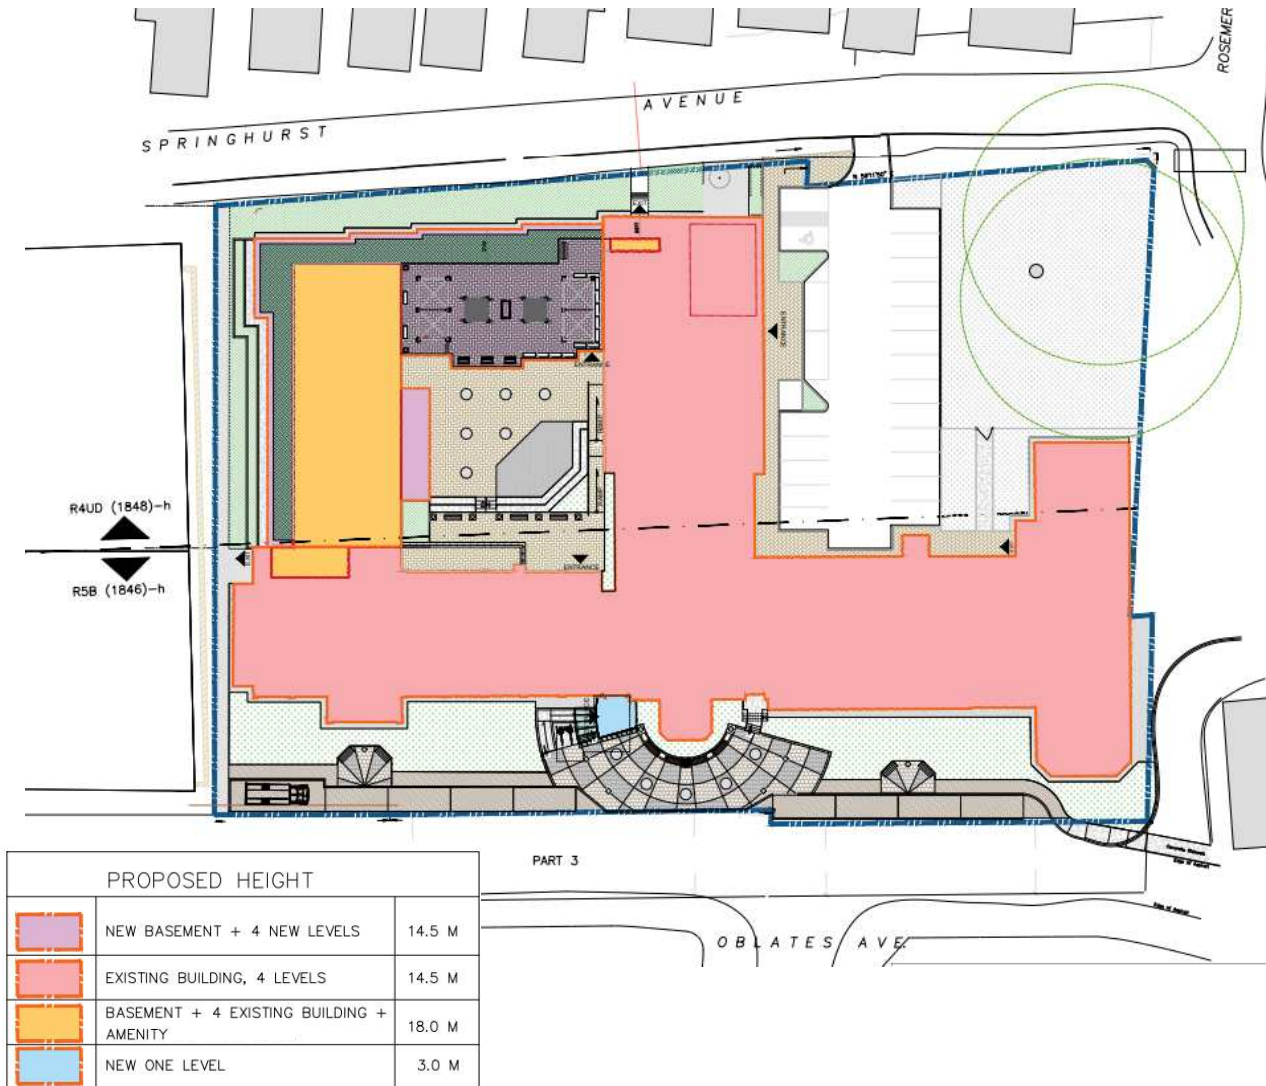 ROSEMER
AVENUE
SPRINGHURST
ENTRANCE
ENTRANCE
R4UD (1848)-h
R5B (1846)-h
ENTRANCE
PART 3
OBLATES AVE.
PROPOSED HEIGHT
NEW BASEMENT + 4 NEW LEVELS 14.5 M
EXISTING BUILDING, 4 LEVELS 14.5 M
BASEMENT + 4 EXISTING BUILDING +
AMENITY 18.0 M
NEW ONE LEVEL 3.0 M